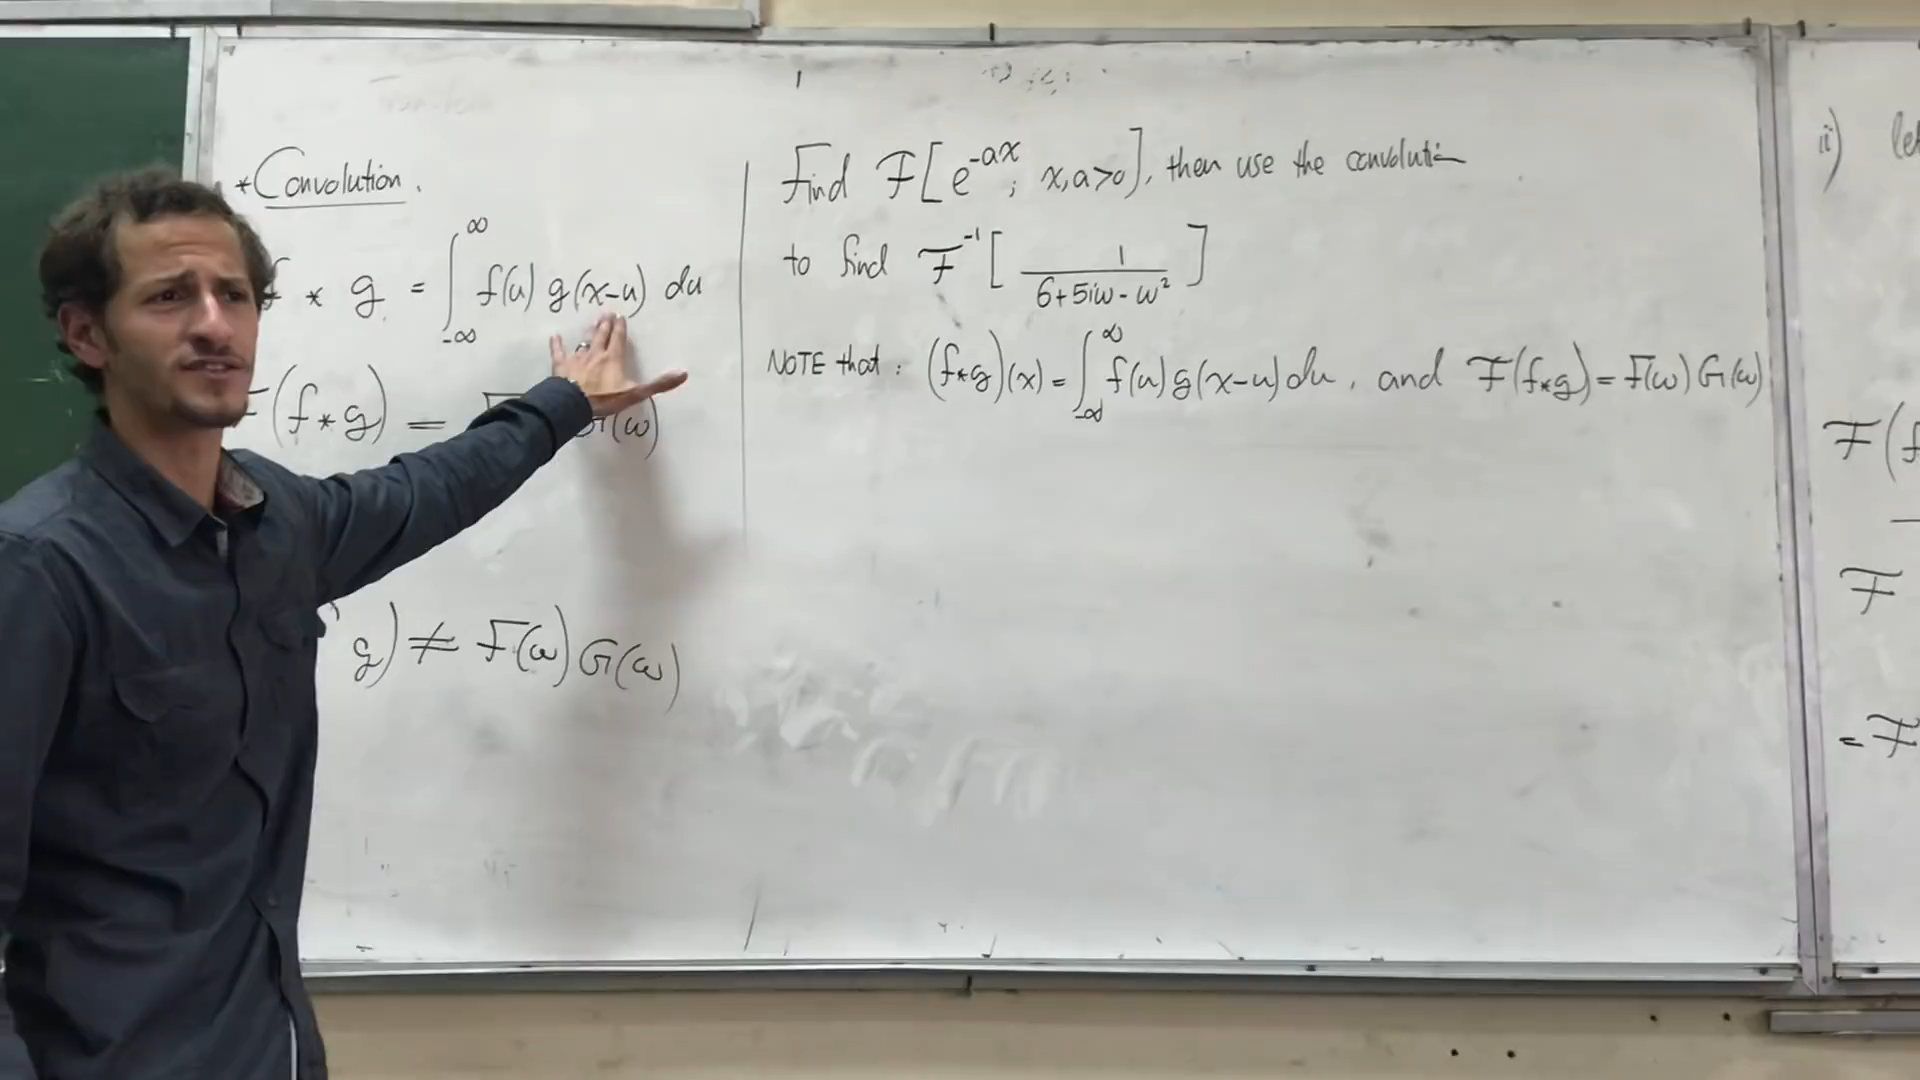 *Convolution.
f * g = ∫_{-∞}^{∞} f(u) g(x-u) du
F(f*g) = G(ω)
g) ≠ F(ω) G(ω)
Find F[e^{-ax}; x,a>0], then use the convolution
to find F^{-1}[1/(6+5iω-ω²)]
NOTE that: (f*g)(x) = ∫_{-∞}^{∞} f(u) g(x-u) du, and F(f*g) = F(ω) G(ω)
ii)
F(f
F
= F